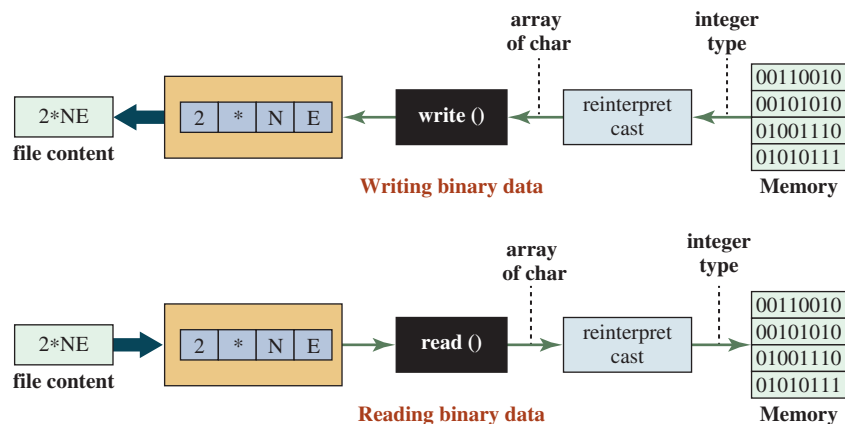 array
of char
integer
type
2*NE
file content
2 * N E
write ()
reinterpret
cast
00110010
00101010
01001110
01010111
Memory
Writing binary data
array
of char
integer
type
2*NE
file content
2 * N E
read ()
reinterpret
cast
00110010
00101010
01001110
01010111
Memory
Reading binary data